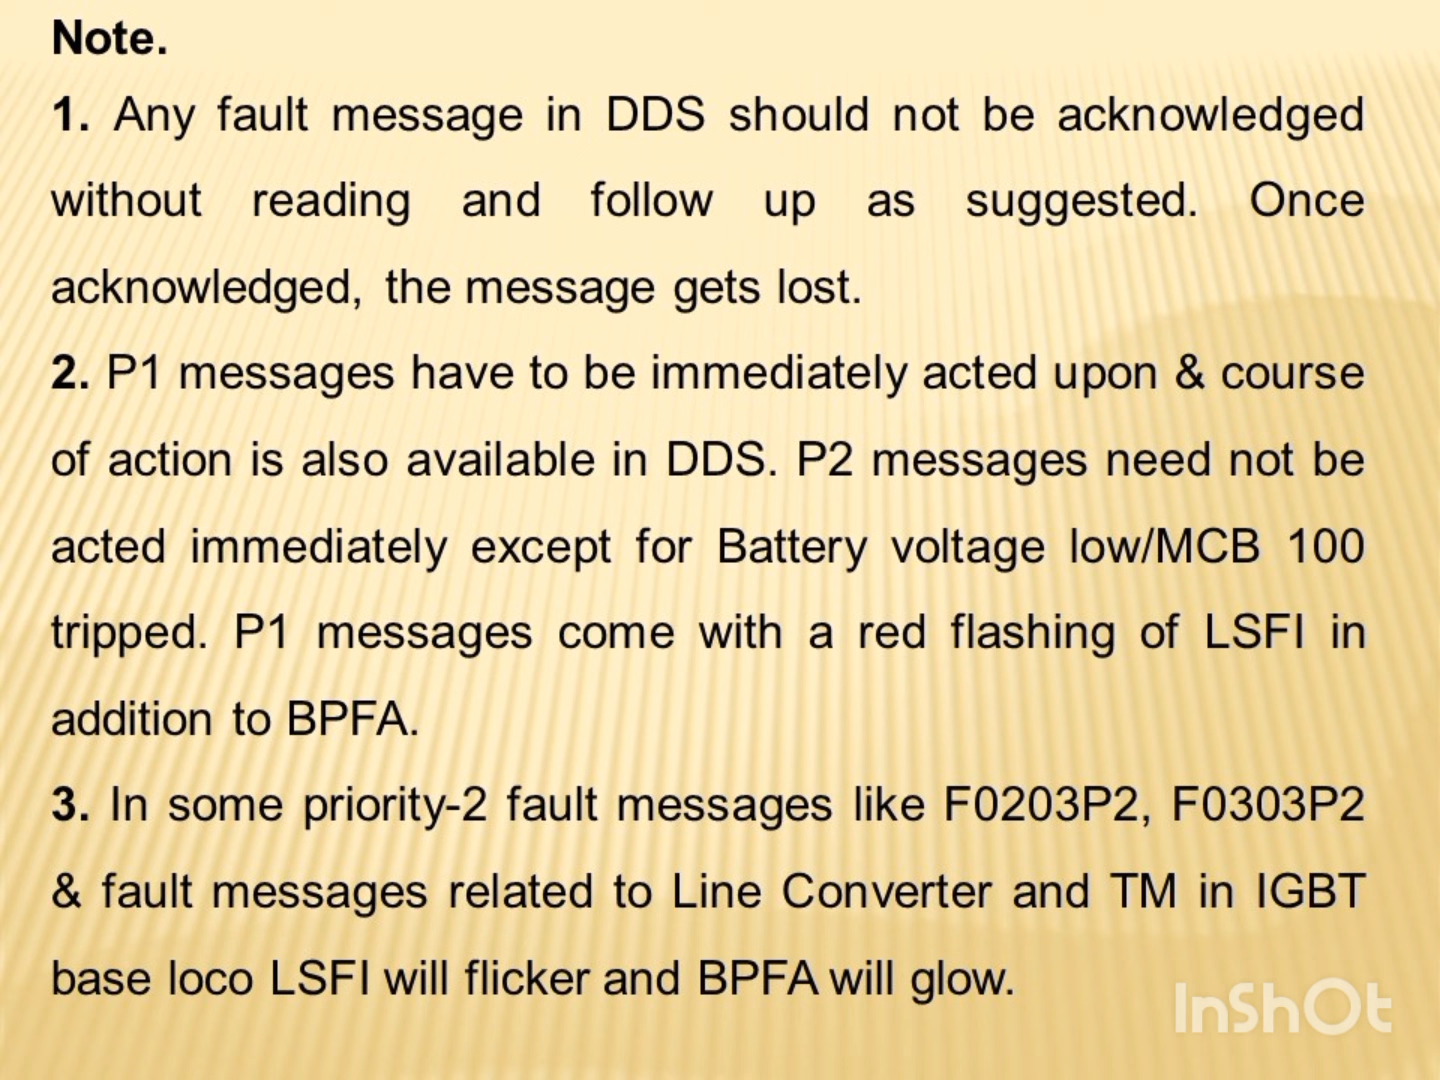 Note.
1. Any fault message in DDS should not be acknowledged
without reading and follow up as suggested. Once
acknowledged, the message gets lost.
2. P1 messages have to be immediately acted upon & course
of action is also available in DDS. P2 messages need not be
acted immediately except for Battery voltage low/MCB 100
tripped. P1 messages come with a red flashing of LSFI in
addition to BPFA.
3. In some priority-2 fault messages like F0203P2, F0303P2
& fault messages related to Line Converter and TM in IGBT
base loco LSFI will flicker and BPFA will glow.
InShOt